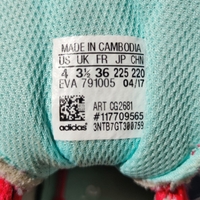 MADE IN CAMBODIA
US UK FR JP CHN
4 3½ 36 225 220
EVA 791005 04/17
ART CG2681
#117709565
adidas 3NTB7GT300759